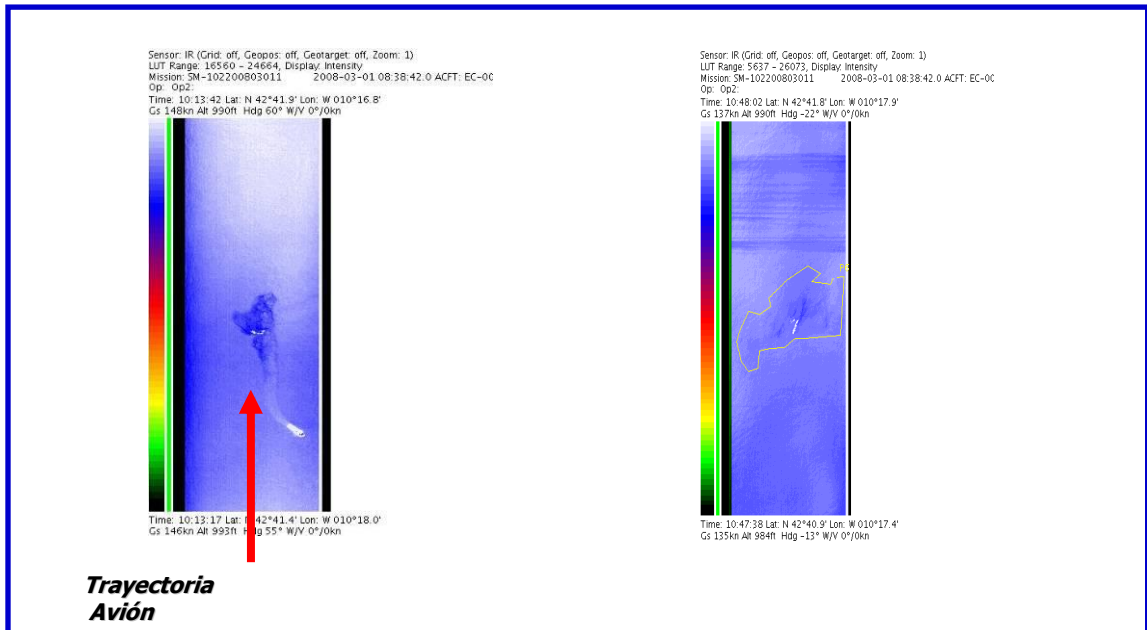 Sensor: IR (Grid: off, Geopos: off, Geotarget: off, Zoom: 1)
LUT Range: 16560 - 24664, Display: Intensity
Mission: SM-102200803011 2008-03-01 08:38:42.0 ACFT: EC-00
Op: Op2:
Time: 10:13:42 Lat: N 42°41.9' Lon: W 010°16.8'
Gs 148kn Alt 990ft Hdg 60° W/V 0°/0kn
Time: 10:13:17 Lat: N 42°41.4' Lon: W 010°18.0'
Gs 146kn Alt 993ft Hdg 55° W/V 0°/0kn
Trayectoria
Avión
Sensor: IR (Grid: off, Geopos: off, Geotarget: off, Zoom: 1)
LUT Range: 5637 - 26073, Display: Intensity
Mission: SM-102200803011 2008-03-01 08:38:42.0 ACFT: EC-00
Op: Op2:
Time: 10:48:02 Lat: N 42°41.8' Lon: W 010°17.9'
Gs 137kn Alt 990ft Hdg -22° W/V 0°/0kn
Time: 10:47:38 Lat: N 42°40.9' Lon: W 010°17.4'
Gs 135kn Alt 984ft Hdg -13° W/V 0°/0kn